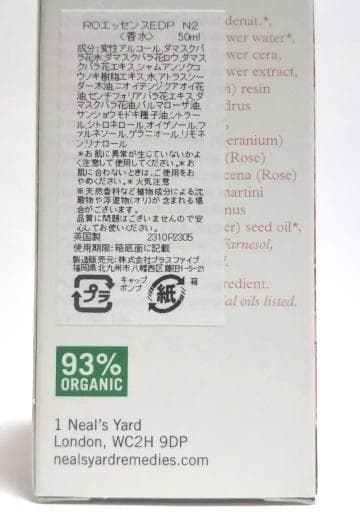 ROエッセンスEDP N2
<香水> 50ml
成分:変性アルコール,ダマスクバ
ラ花水,ダマスクバラ花ロウ,ダマス
クバラ花エキス,シャムアンソクコ
ウノキ樹脂エキス,水,アトラスシー
ダー木油,ニオイテンジクアオイ花
油,センチフォリアバラ花エキス,ダ
マスクバラ花油,パルマローザ油,
サンショウモドキ種子油,シトラー
ル,シトロネロール,オイゲノール,フ
ァルネソール,ゲラニオール,リモネ
ン,リナロール
*お肌に異常が生じていないかよ
く注意して使用してください。*お
肌に合わないときは、ご使用をお
やめください。*火気注意
※天然香料など植物成分による沈
殿物や浮遊物(オリ)が含まれる場
合がございます。
品質に問題はございませんので安
心してお使いください。
英国製 2310P2305
使用期限:箱底面に記載
製造販売元:株式会社プラスファイブ
福岡県北九州市八幡西区藤田1-5-21
プラ キャップ ポンプ 紙 箱
denat.*,
ower water*,
ower cera,
ower extract,
) resin
drus
eranium)
(Rose)
cena (Rose)
martini
nus
er) seed oil*,
Farnesol,
redient.
ial oils listed.
93%
ORGANIC
1 Neal's Yard
London, WC2H 9DP
nealsyardremedies.com